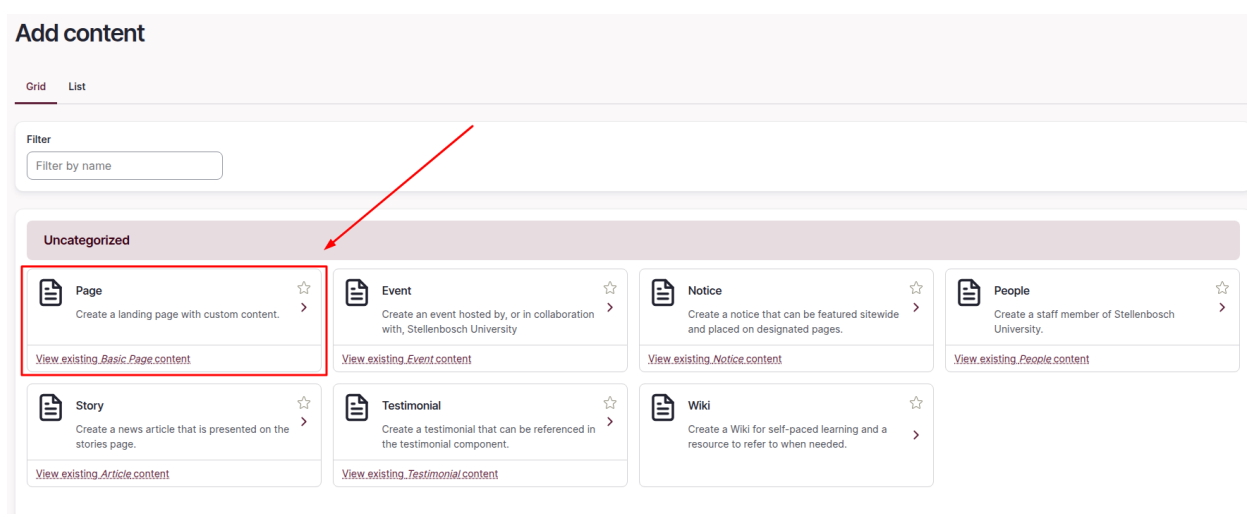 Add content
Grid
List
Filter
Filter by name
Uncategorized
Page
Create a landing page with custom content.
View existing Basic Page content
Event
Create an event hosted by, or in collaboration
with, Stellenbosch University
View existing Event content
Notice
Create a notice that can be featured sitewide
and placed on designated pages.
View existing Notice content
People
Create a staff member of Stellenbosch
University.
View existing People content
Story
Create a news article that is presented on the
stories page.
View existing Article content
Testimonial
Create a testimonial that can be referenced in
the testimonial component.
View existing Testimonial content
Wiki
Create a Wiki for self-paced learning and a
resource to refer to when needed.